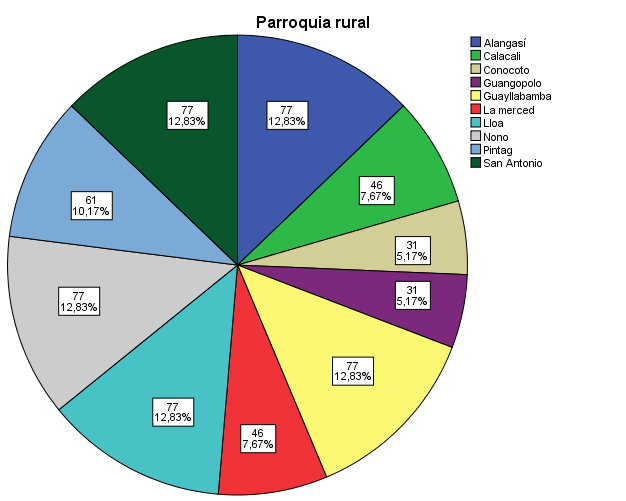 Parroquia rural
Alangasí
Calacali
Conocoto
Guangopolo
Guayllabamba
La merced
Lloa
Nono
Pintag
San Antonio
77
12,83%
46
7,67%
31
5,17%
31
5,17%
77
12,83%
46
7,67%
77
12,83%
77
12,83%
61
10,17%
77
12,83%